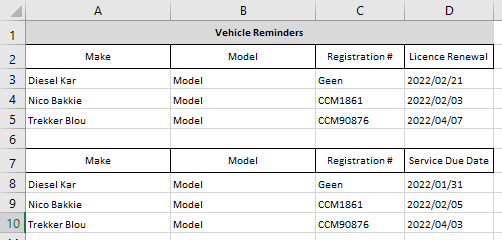 A B C D
1 Vehicle Reminders
2 Make Model Registration # Licence Renewal
3 Diesel Kar Model Geen 2022/02/21
4 Nico Bakkie Model CCM1861 2022/02/03
5 Trekker Blou Model CCM90876 2022/04/07
6
7 Make Model Registration # Service Due Date
8 Diesel Kar Model Geen 2022/01/31
9 Nico Bakkie Model CCM1861 2022/02/05
10 Trekker Blou Model CCM90876 2022/04/03